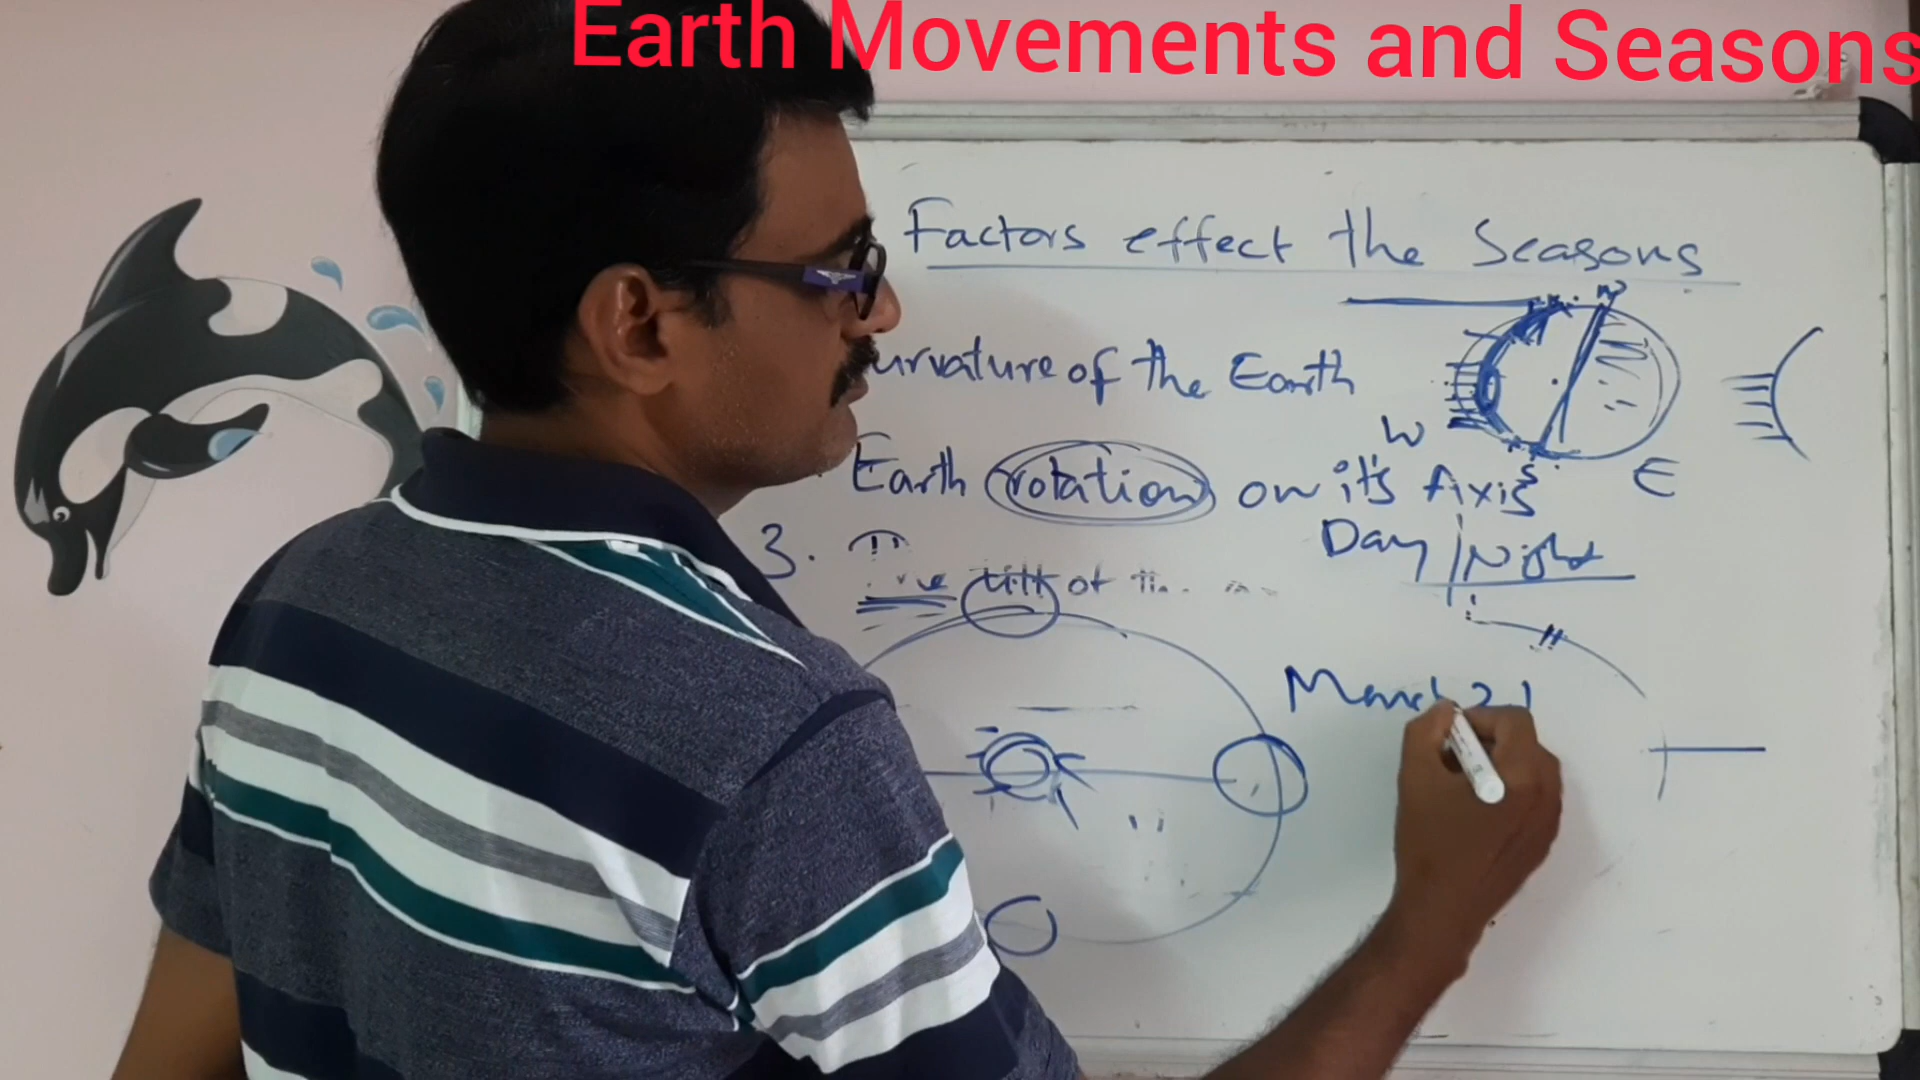 Earth Movements and Seasons
Factors effect the Seasons
N
urvature of the Earth
W
E
Earth rotation on it's Axis
S
Day | Night
3.
tilt of
March 21